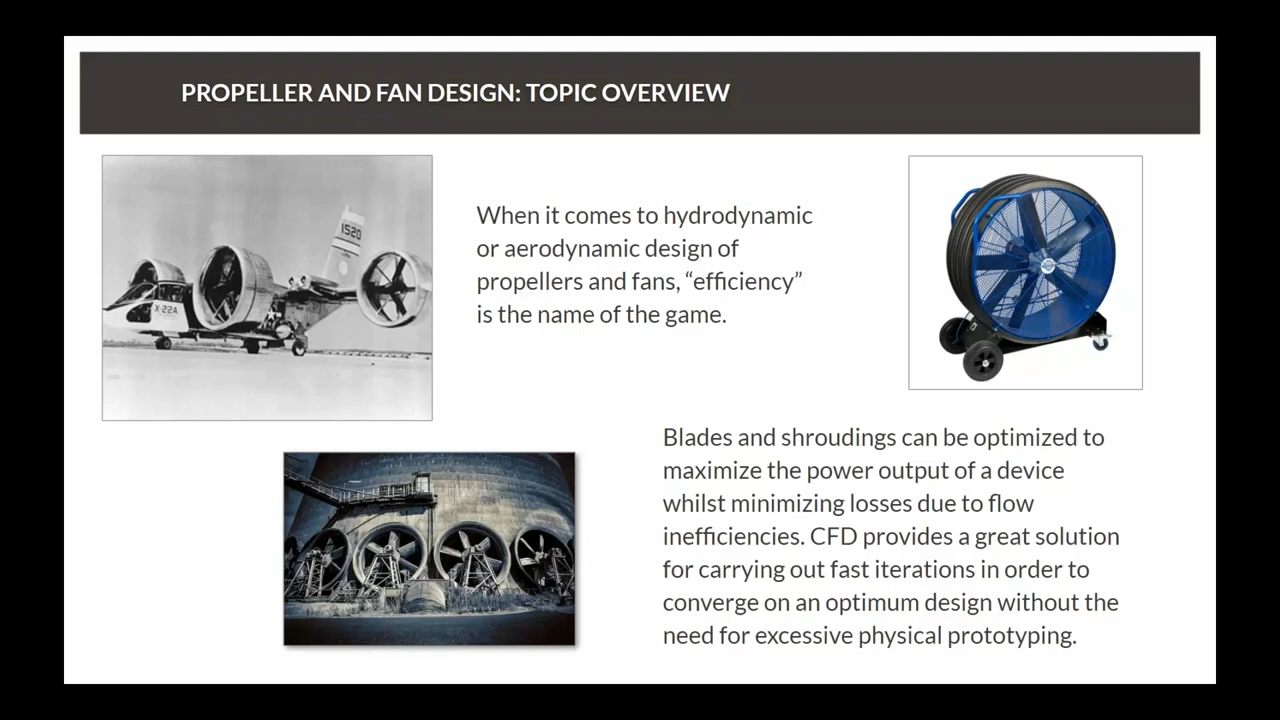 PROPELLER AND FAN DESIGN: TOPIC OVERVIEW
1520
X-22A
When it comes to hydrodynamic
or aerodynamic design of
propellers and fans, “efficiency”
is the name of the game.
Blades and shroudings can be optimized to
maximize the power output of a device
whilst minimizing losses due to flow
inefficiencies. CFD provides a great solution
for carrying out fast iterations in order to
converge on an optimum design without the
need for excessive physical prototyping.